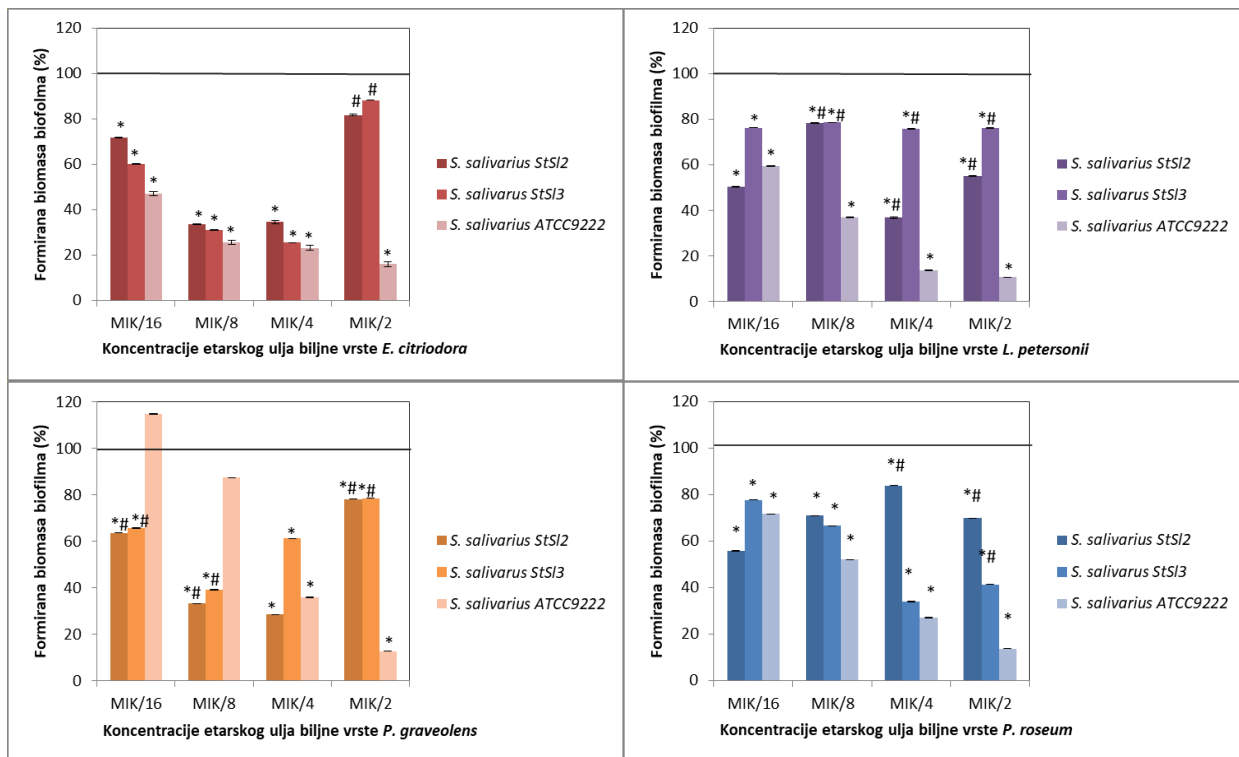 Formirana biomasa biofolma (%)
120
100
80
60
40
20
0
* * *
* * *
* * *
# # *
MIK/16 MIK/8 MIK/4 MIK/2
Koncentracije etarskog ulja biljne vrste E. citriodora
S. salivarius StSl2
S. salivarus StSl3
S. salivarius ATCC9222
Formirana biomasa biofilma (%)
120
100
80
60
40
20
0
* * *
*# *# *
*# *# *
*# *# *
MIK/16 MIK/8 MIK/4 MIK/2
Koncentracije etarskog ulja biljne vrste L. petersonii
S. salivarius StSl2
S. salivarus StSl3
S. salivarius ATCC9222
Formirana biomasa biofilma (%)
120
100
80
60
40
20
0
*# *#
*# *#
* * *
*# *# *
MIK/16 MIK/8 MIK/4 MIK/2
Koncentracije etarskog ulja biljne vrste P. graveolens
S. salivarius StSl2
S. salivarus StSl3
S. salivarius ATCC9222
Formirana biomasa biofilma (%)
120
100
80
60
40
20
0
* * *
* * *
*# * *
*# *# *
MIK/16 MIK/8 MIK/4 MIK/2
Koncentracije etarskog ulja biljne vrste P. roseum
S. salivarius StSl2
S. salivarus StSl3
S. salivarius ATCC9222